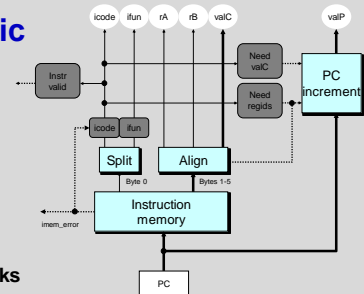 ic
icode ifun rA rB valC valP
Need
valC
Instr
valid
PC
increment
Need
regids
icode ifun
Split Align
Byte 0 Bytes 1-5
Instruction
memory
imem_error
ks
PC